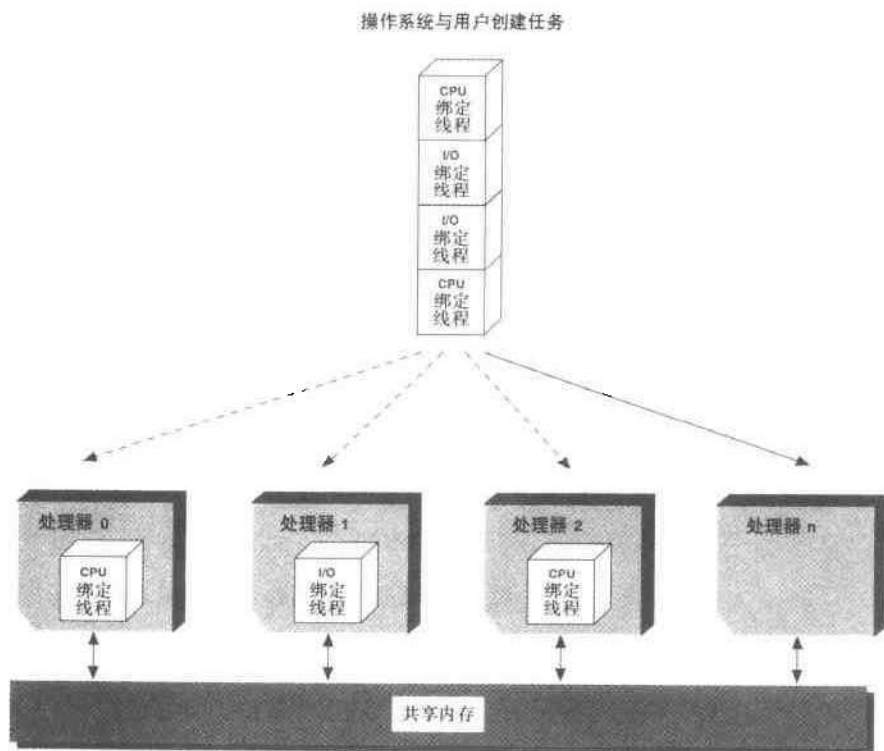 操作系统与用户创建任务
CPU
绑定
线程
I/O
绑定
线程
I/O
绑定
线程
CPU
绑定
线程
处理器 0
处理器 1
处理器 2
处理器 n
CPU
绑定
线程
I/O
绑定
线程
CPU
绑定
线程
共享内存